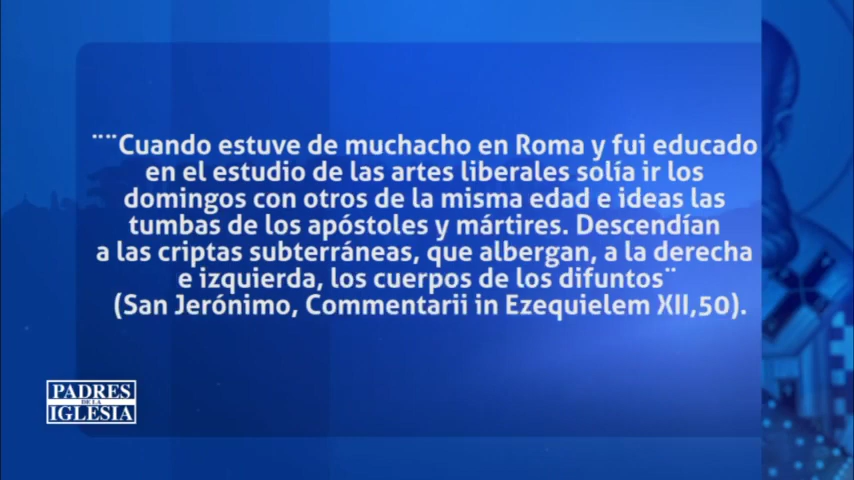 ¨¨Cuando estuve de muchacho en Roma y fui educado
en el estudio de las artes liberales solía ir los
domingos con otros de la misma edad e ideas las
tumbas de los apóstoles y mártires. Descendían
a las criptas subterráneas, que albergan, a la derecha
e izquierda, los cuerpos de los difuntos¨
(San Jerónimo, Commentarii in Ezequielem XII,50).
PADRES
DE LA
IGLESIA